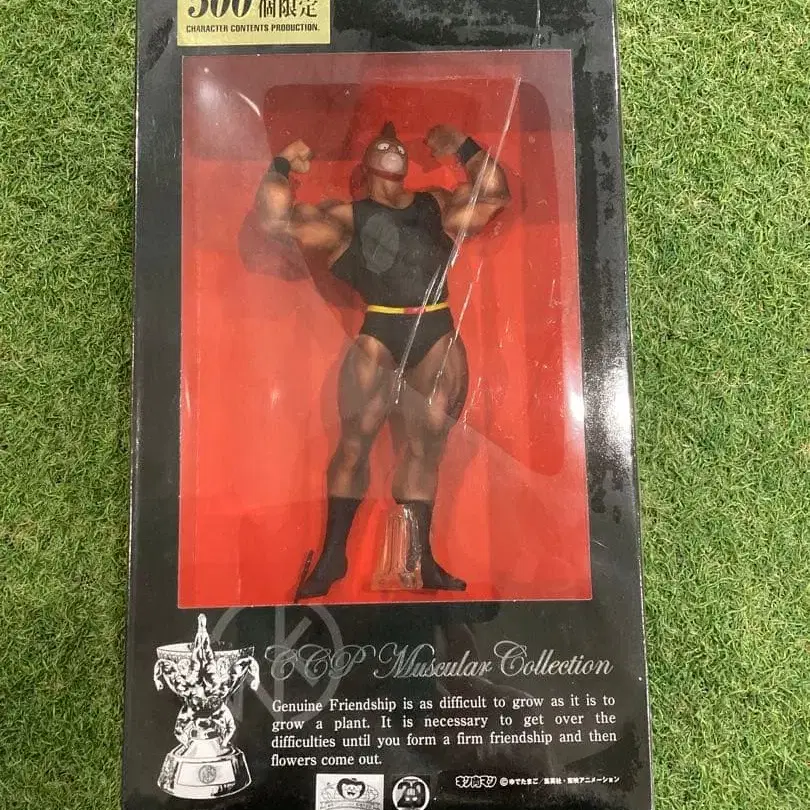 500個限定
CHARACTER CONTENTS PRODUCTION.
CCP Muscular Collection
Genuine Friendship is as difficult to grow as it is to
grow a plant. It is necessary to get over the
difficulties until you form a firm friendship and then
flowers come out.
キン肉マン ©ゆでたまご/集英社・東映アニメーション